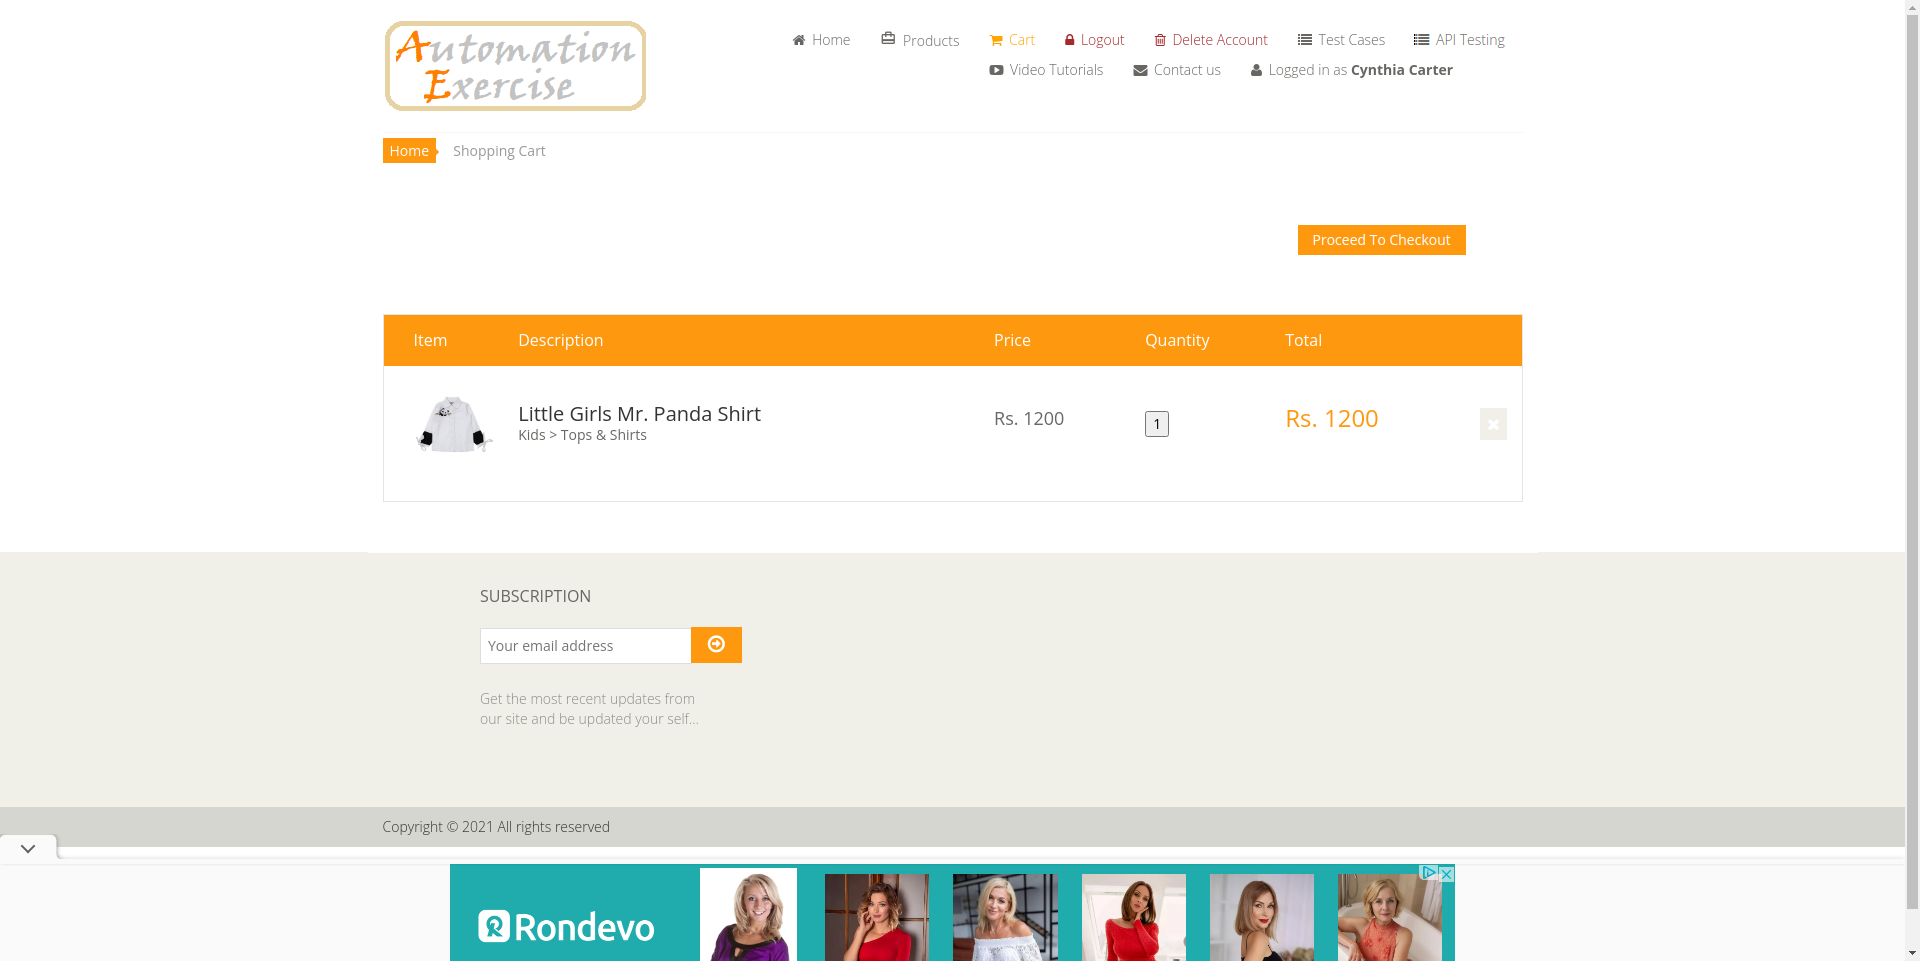 Automation
Exercise
Home
Products
Cart
Logout
Delete Account
Test Cases
API Testing
Video Tutorials
Contact us
Logged in as Cynthia Carter
Home
Shopping Cart
Proceed To Checkout
Item Description Price Quantity Total
Little Girls Mr. Panda Shirt
Kids > Tops & Shirts
Rs. 1200
1
Rs. 1200
SUBSCRIPTION
Your email address
Get the most recent updates from
our site and be updated your self...
Copyright © 2021 All rights reserved
Rondevo